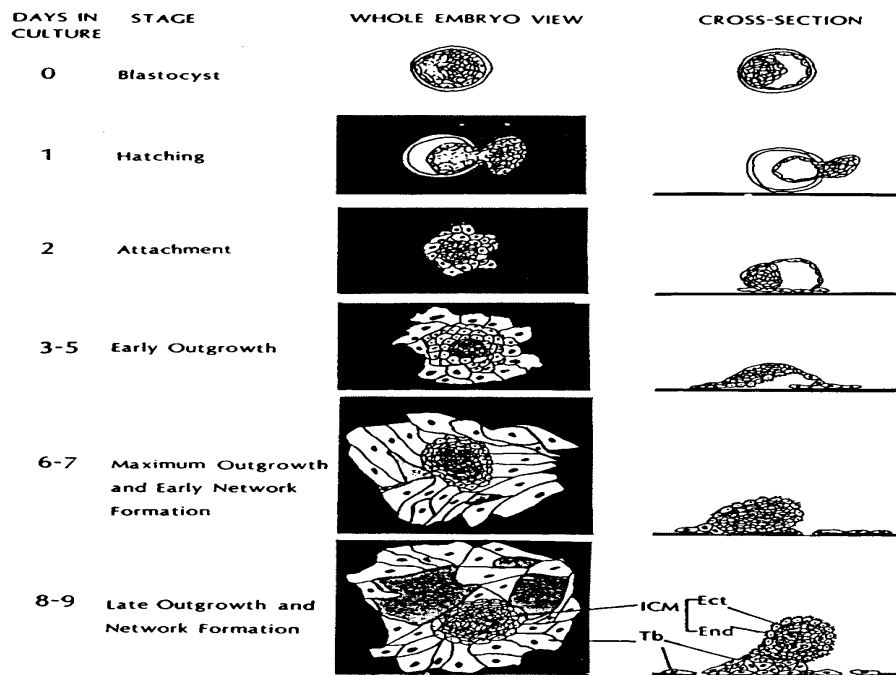 DAYS IN CULTURE STAGE WHOLE EMBRYO VIEW CROSS-SECTION
0 Blastocyst
1 Hatching
2 Attachment
3-5 Early Outgrowth
6-7 Maximum Outgrowth
and Early Network
Formation
8-9 Late Outgrowth and
Network Formation
ICM Ect
End
Tb